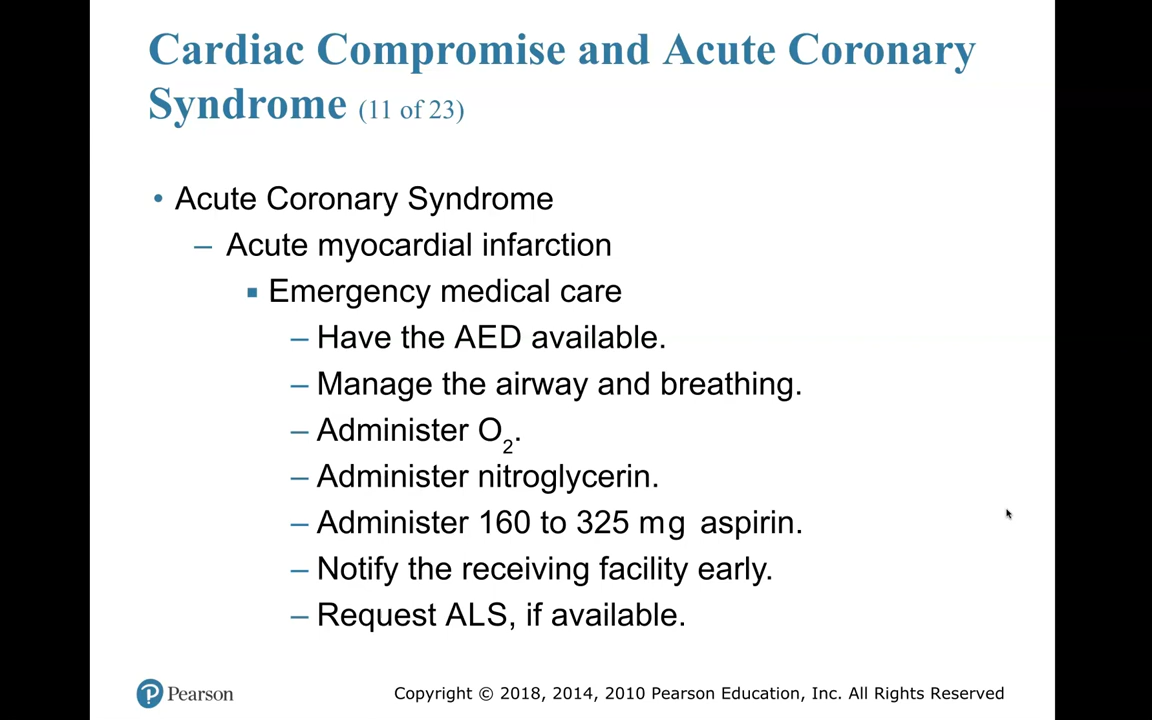 Cardiac Compromise and Acute Coronary
Syndrome (11 of 23)
• Acute Coronary Syndrome
– Acute myocardial infarction
▪ Emergency medical care
– Have the AED available.
– Manage the airway and breathing.
– Administer O₂.
– Administer nitroglycerin.
– Administer 160 to 325 mg aspirin.
– Notify the receiving facility early.
– Request ALS, if available.
P Pearson
Copyright © 2018, 2014, 2010 Pearson Education, Inc. All Rights Reserved